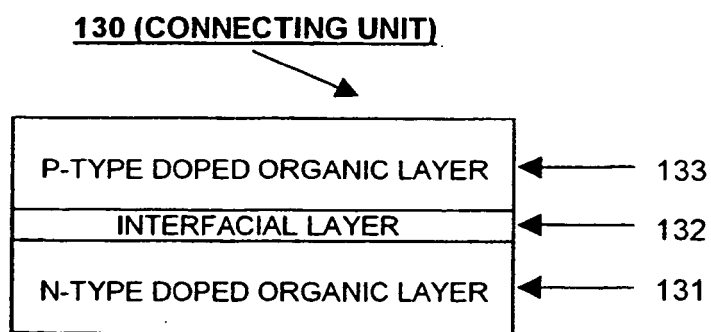 130 (CONNECTING UNIT)
P-TYPE DOPED ORGANIC LAYER 133
INTERFACIAL LAYER 132
N-TYPE DOPED ORGANIC LAYER 131